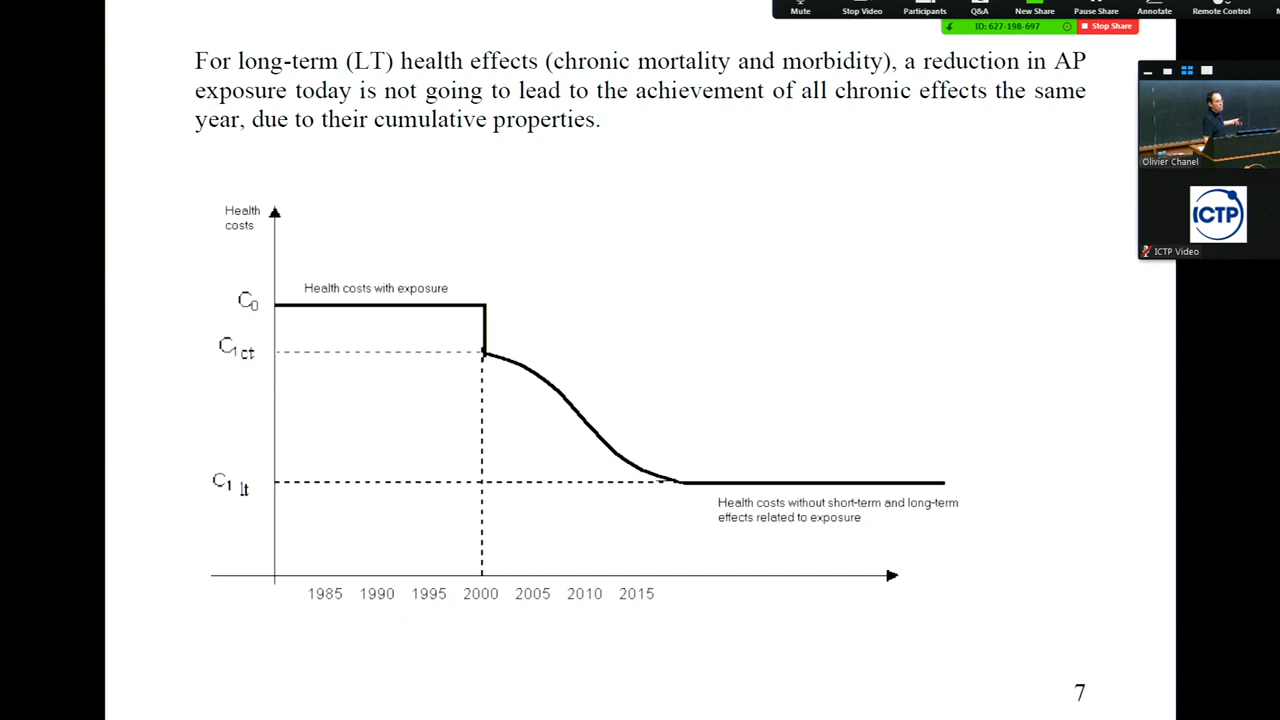 Mute Stop Video Participants Q&A New Share Pause Share Annotate Remote Control
ID: 627-198-697 Stop Share
For long-term (LT) health effects (chronic mortality and morbidity), a reduction in AP
exposure today is not going to lead to the achievement of all chronic effects the same
year, due to their cumulative properties.
Olivier Chanel
ICTP
ICTP Video
Health
costs
Health costs with exposure
C0
C1ct
C1 lt
Health costs without short-term and long-term
effects related to exposure
1985 1990 1995 2000 2005 2010 2015
7